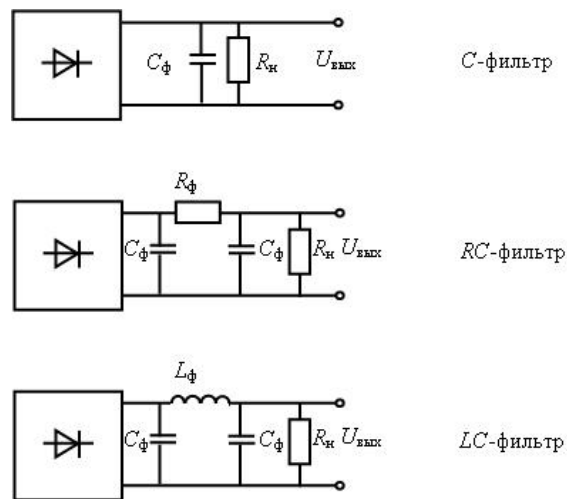 Cф Rн Uвых C-фильтр
Rф
Cф Cф Rн Uвых RC-фильтр
Lф
Cф Cф Rн Uвых LC-фильтр